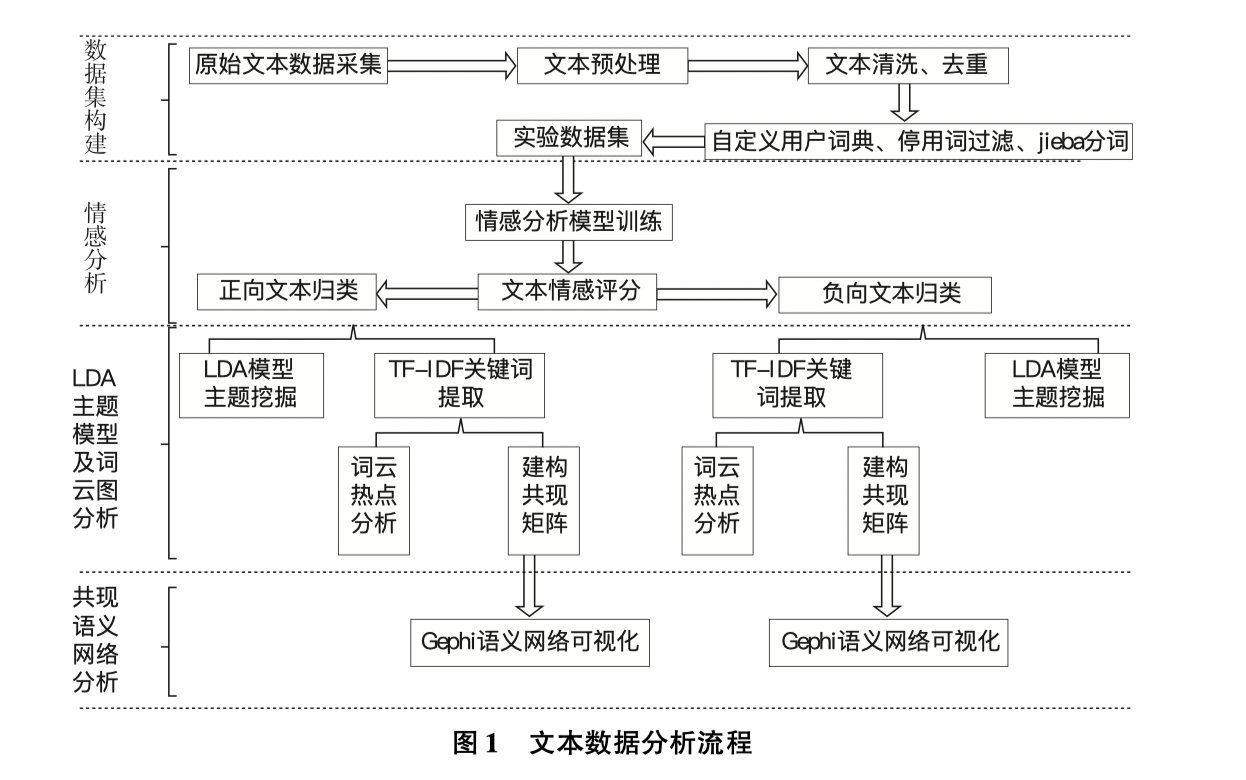 数
据
集
构
建
原始文本数据采集
文本预处理
文本清洗、去重
实验数据集
自定义用户词典、停用词过滤、jieba分词
情
感
分
析
情感分析模型训练
正向文本归类
文本情感评分
负向文本归类
LDA
主题
模型
及词
云图
分析
LDA模型
主题挖掘
TF-IDF关键词
提取
TF-IDF关键
词提取
LDA模型
主题挖掘
词云
热点
分析
建构
共现
矩阵
词云
热点
分析
建构
共现
矩阵
共现
语义
网络
分析
Gephi语义网络可视化
Gephi语义网络可视化
图 1 文本数据分析流程